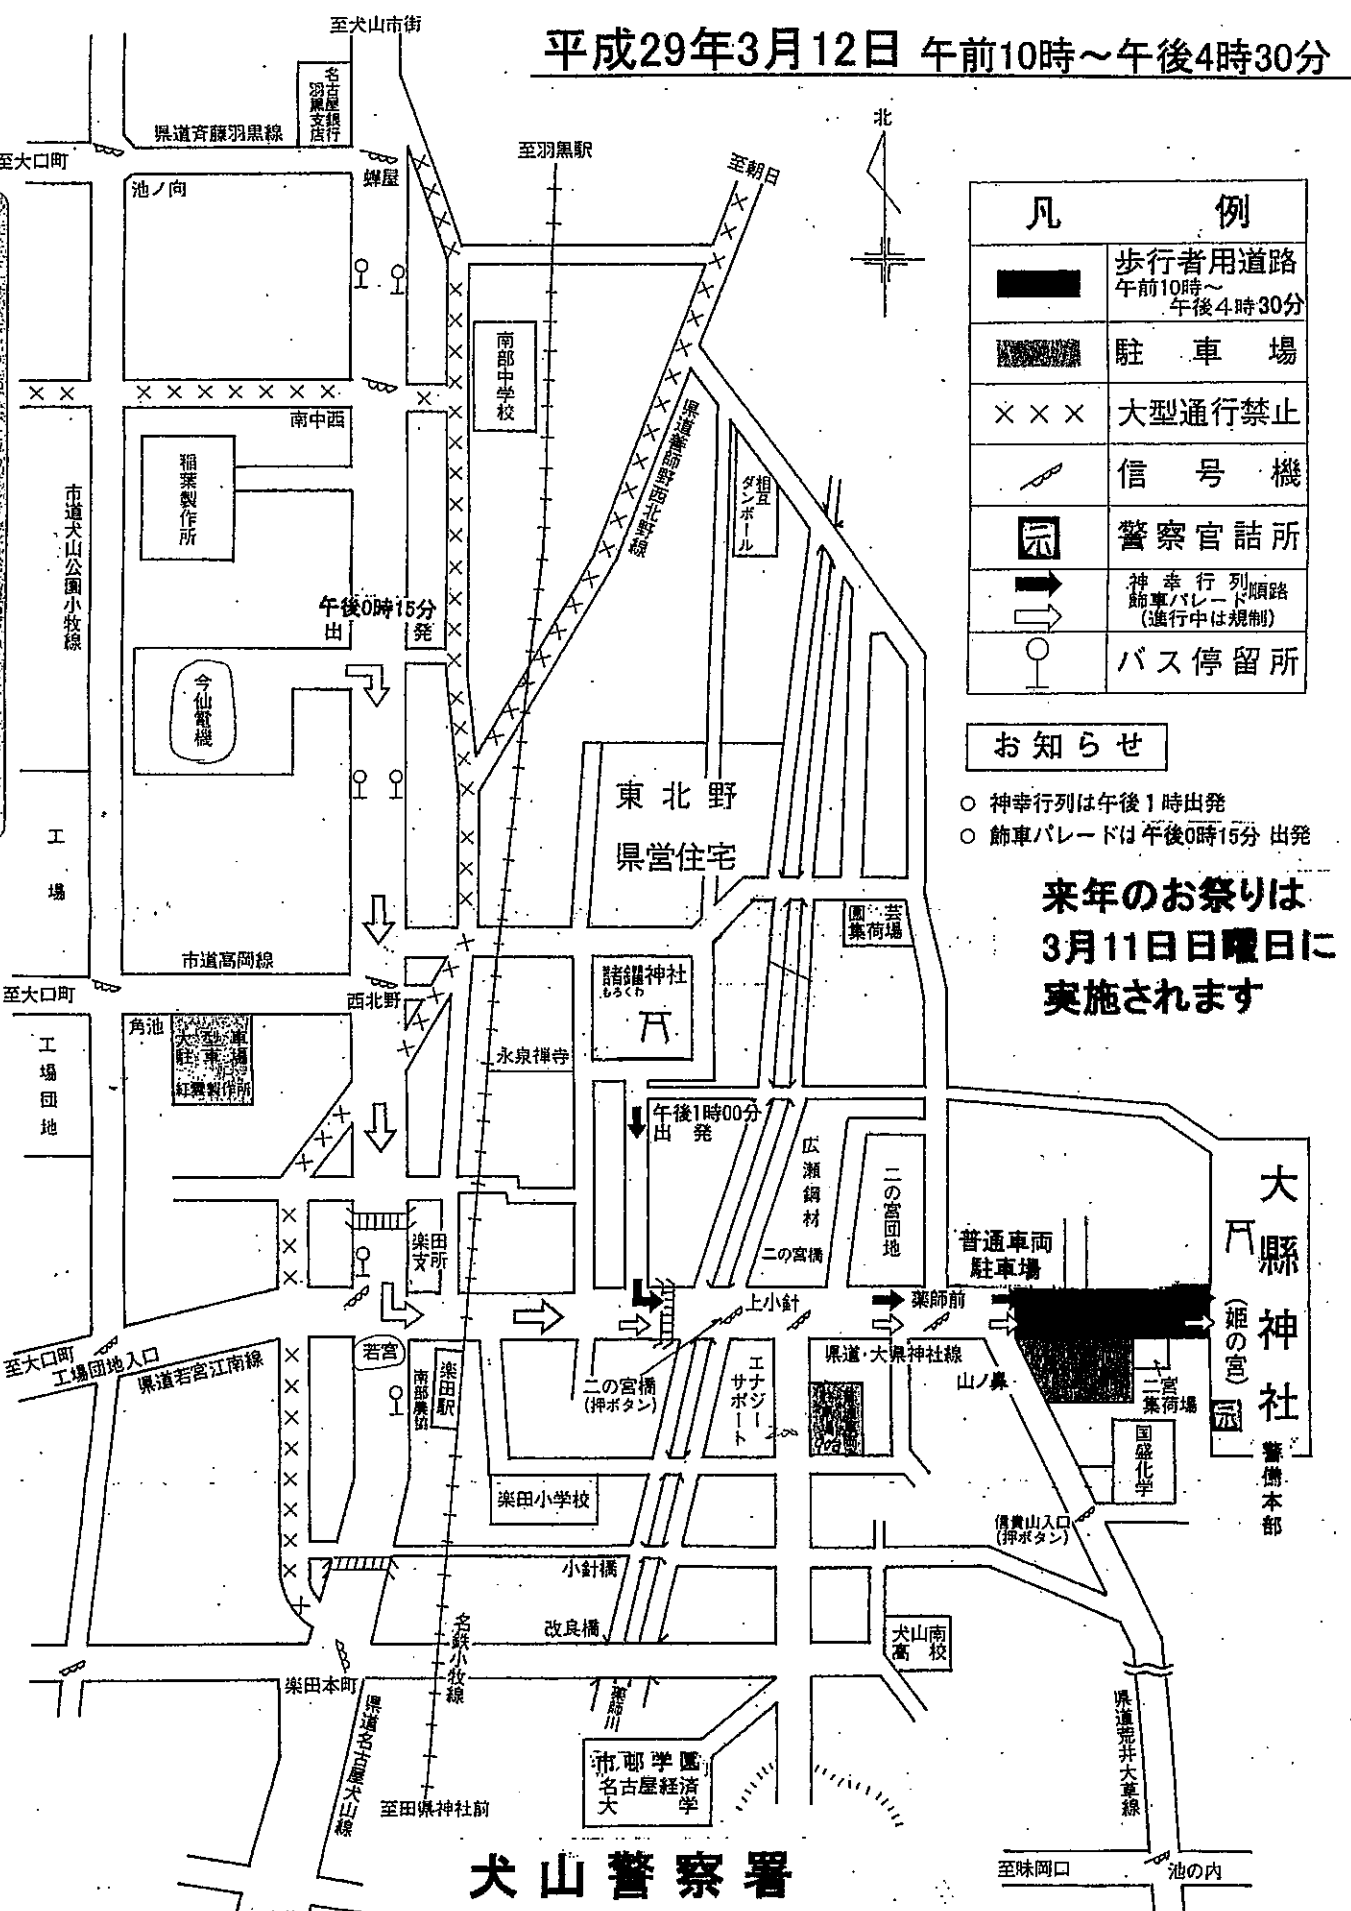 平成29年3月12日 午前10時～午後4時30分
至犬山市街
名古屋銀行
羽黒支店
県道斉藤羽黒線
至大口町
池ノ向
蝉屋
至羽黒駅
至朝日
北
凡 例
歩行者用道路
午前10時～
午後4時30分
駐車場
大型通行禁止
信号機
警察官詰所
神幸行列
飾車パレード順路
(進行中は規制)
バス停留所
お知らせ
○ 神幸行列は午後1時出発
○ 飾車パレードは午後0時15分 出発
来年のお祭りは
3月11日日曜日に
実施されます
南部中学校
南中西
稲葉製作所
市道犬山公園小牧線
県道善師野西北野線
相互
ダンボール
午後0時15分
出発
今仙電機
工場
東北野
県営住宅
園芸
集荷場
市道高岡線
至大口町
西北野
角池
大型車
駐車場
工場団地
諸鑵神社
もろくわ
永泉禅寺
午後1時00分
出発
広瀬鋼材
二の宮団地
二の宮橋
普通車両
駐車場
大縣神社
(姫の宮)
警備本部
楽田
支所
上小針
薬師前
若宮
至大口町
工場団地入口
県道若宮江南線
南部農協
楽田駅
二の宮橋
(押ボタン)
エナジー
サポート
県道・大県神社線
山ノ鼻
二宮
集荷場
国盛化学
楽田小学校
信貴山入口
(押ボタン)
小針橋
改良橋
犬山南
高校
名鉄小牧線
楽田本町
薬師川
県道名古屋犬山線
県道荒井大草線
市邨学園
名古屋経済
大学
至田県神社前
至味岡口
池の内
犬山警察署